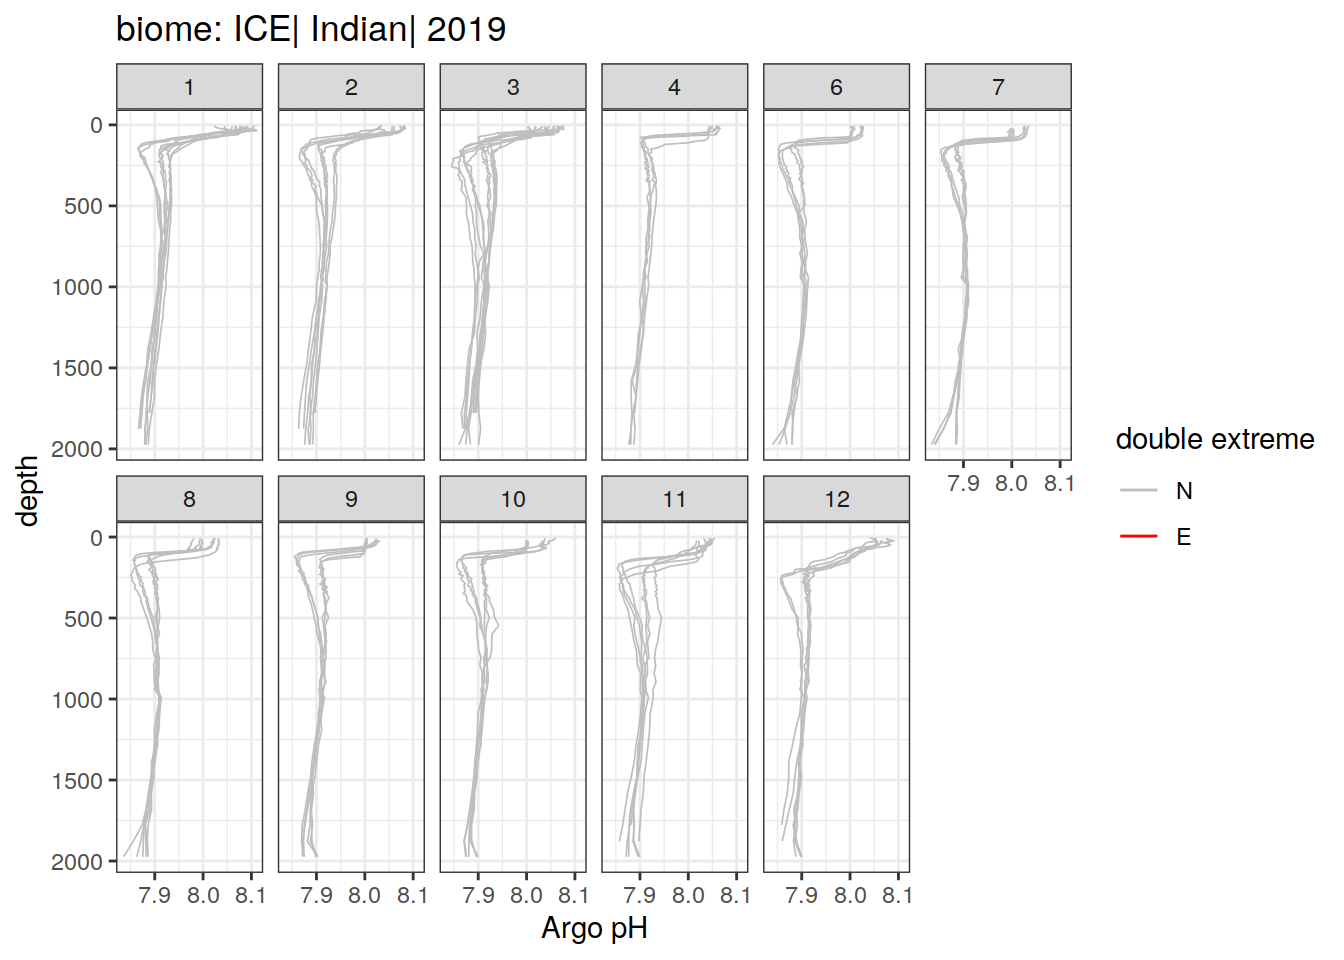 biome: ICE| Indian| 2019
1 2 3 4 6 7
0
500
1000
1500
2000
7.9 8.0 8.1
8 9 10 11 12
0
500
1000
1500
2000
7.9 8.0 8.1 7.9 8.0 8.1 7.9 8.0 8.1 7.9 8.0 8.1 7.9 8.0 8.1
Argo pH
depth
double extreme
N
E